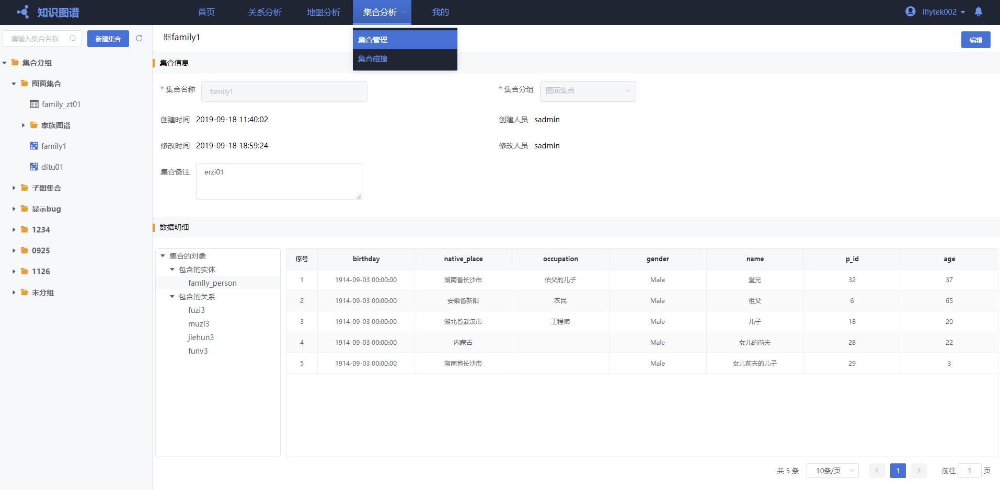 知识图谱 首页 关系分析 地图分析 集合分析 我的 iflytek002
集合管理
集合碰撞
请输入集合名称 新建集合
集合分组
图面集合
family_zt01
家族图谱
family1
ditu01
子图集合
显示bug
1234
0925
1126
未分组
family1 编辑
集合信息
* 集合名称 family1 * 集合分组 图面集合
创建时间 2019-09-18 11:40:02 创建人员 sadmin
修改时间 2019-09-18 18:59:24 修改人员 sadmin
集合备注 erzi01
数据明细
集合的对象
包含的实体
family_person
包含的关系
fuzi3
muzi3
jiehun3
funv3
序号 birthday native_place occupation gender name p_id age
1 1914-09-03 00:00:00 湖南省长沙市 伯父的儿子 Male 堂兄 32 37
2 1914-09-03 00:00:00 安徽省新阳 农民 Male 祖父 6 65
3 1914-09-03 00:00:00 湖北省武汉市 工程师 Male 儿子 18 20
4 1914-09-03 00:00:00 内蒙古 Male 女儿的前夫 28 22
5 1914-09-03 00:00:00 湖南省长沙市 Male 女儿前夫的儿子 29 3
共 5 条 10条/页 1 前往 1 页